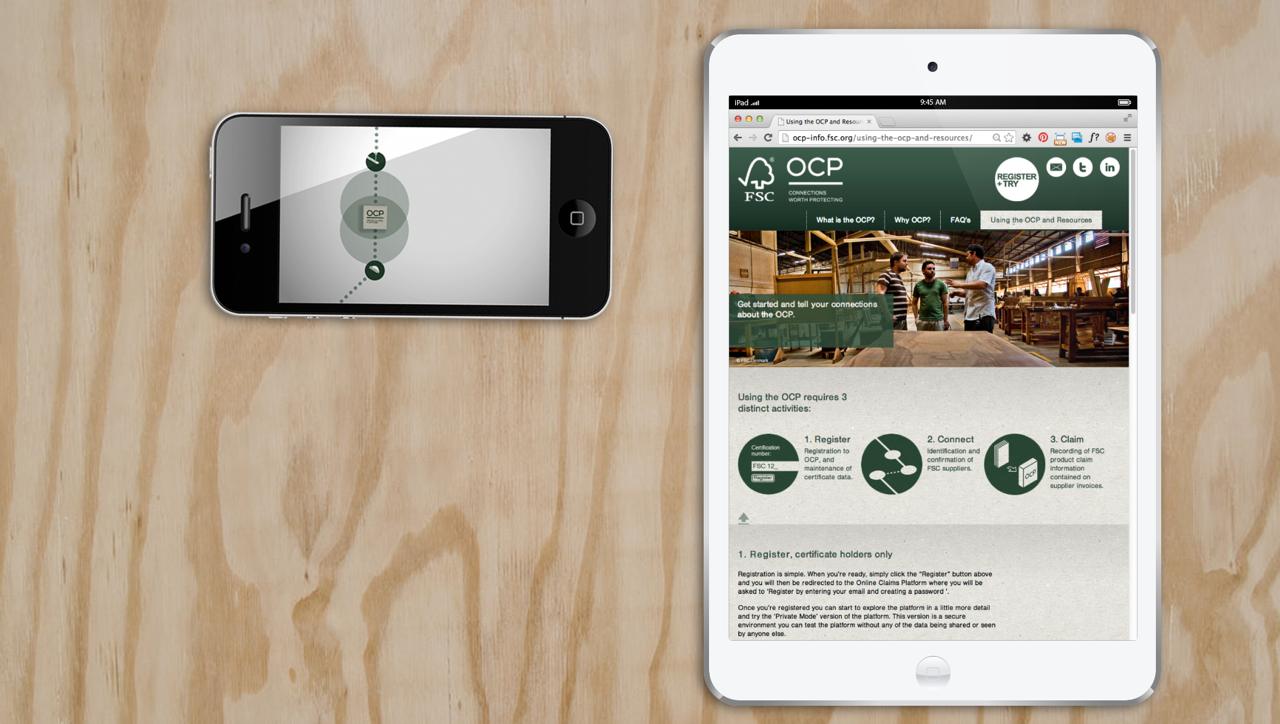 OCP
iPad
9:45 AM
Using the OCP and Resour
ocp-info.fsc.org/using-the-ocp-and-resources/
f?
FSC
®
OCP
CONNECTIONS
WORTH PROTECTING
REGISTER
+TRY
t
in
What is the OCP?
Why OCP?
FAQ's
Using the OCP and Resources
Get started and tell your connections
about the OCP.
Using the OCP requires 3
distinct activities:
Certification
number:
FSC 12_
1. Register
Registration to
OCP, and
maintenance of
certificate data.
2. Connect
Identification and
confirmation of
FSC suppliers.
OCP
3. Claim
Recording of FSC
product claim
information
contained on
supplier invoices.
1. Register, certificate holders only
Registration is simple. When you're ready, simply click the "Register" button above
and you will then be redirected to the Online Claims Platform where you will be
asked to 'Register by entering your email and creating a password '.
Once you're registered you can start to explore the platform in a little more detail
and try the 'Private Mode' version of the platform. This version is a secure
environment you can test the platform without any of the data being shared or seen
by anyone else.